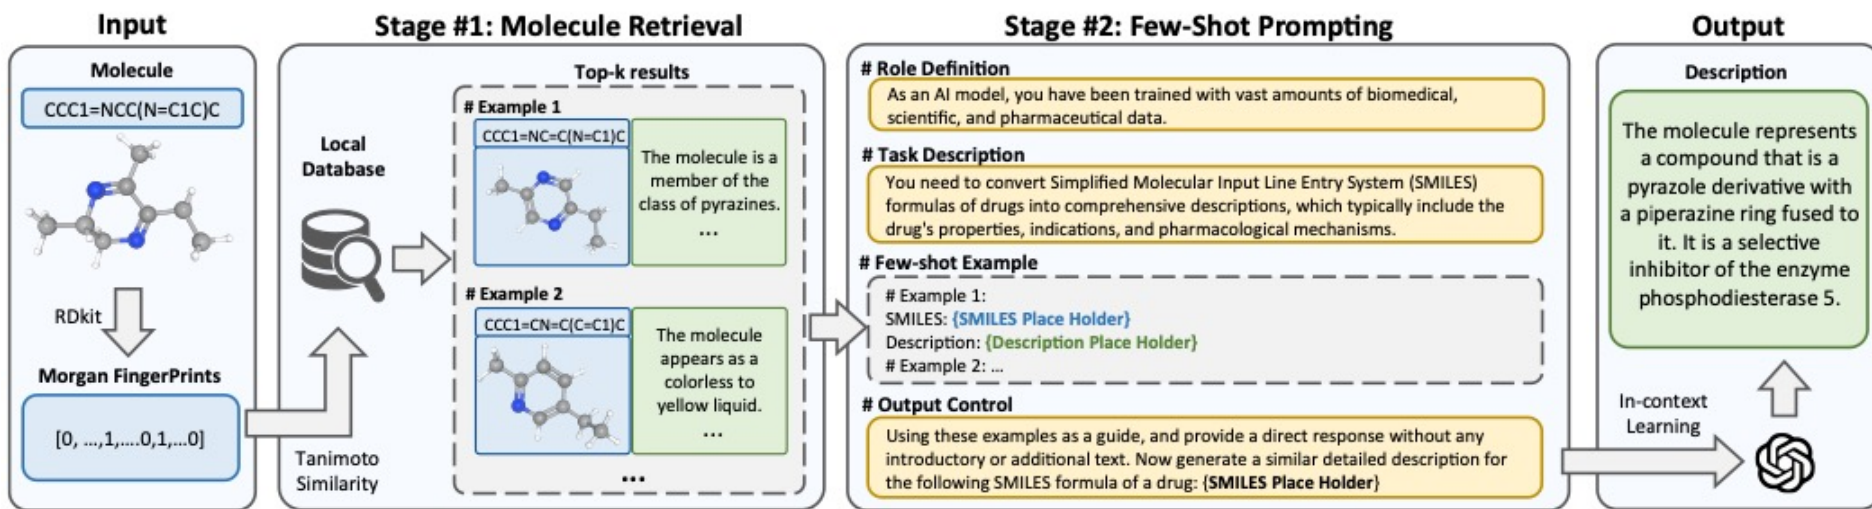 Input
Molecule
CCC1=NCC(N=C1C)C
RDkit
Morgan FingerPrints
[0, ...,1,....0,1,...0]
Stage #1: Molecule Retrieval
Tanimoto
Similarity
Local
Database
Top-k results
# Example 1
CCC1=NC=C(N=C1)C
The molecule is a
member of the
class of pyrazines.
...
# Example 2
CCC1=CN=C(C=C1)C
The molecule
appears as a
colorless to
yellow liquid.
...
...
Stage #2: Few-Shot Prompting
# Role Definition
As an AI model, you have been trained with vast amounts of biomedical,
scientific, and pharmaceutical data.
# Task Description
You need to convert Simplified Molecular Input Line Entry System (SMILES)
formulas of drugs into comprehensive descriptions, which typically include the
drug's properties, indications, and pharmacological mechanisms.
# Few-shot Example
# Example 1:
SMILES: {SMILES Place Holder}
Description: {Description Place Holder}
# Example 2: ...
# Output Control
Using these examples as a guide, and provide a direct response without any
introductory or additional text. Now generate a similar detailed description for
the following SMILES formula of a drug: {SMILES Place Holder}
Output
Description
The molecule represents
a compound that is a
pyrazole derivative with
a piperazine ring fused to
it. It is a selective
inhibitor of the enzyme
phosphodiesterase 5.
In-context
Learning